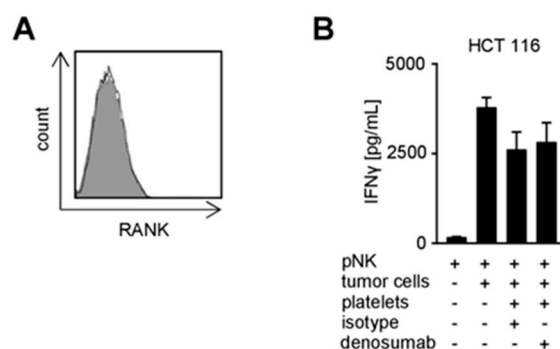 A
count
RANK
B
HCT 116
IFNγ [pg/mL]
5000
2500
0
pNK + + + +
tumor cells - + + +
platelets - - + +
isotype - - + -
denosumab - - - +